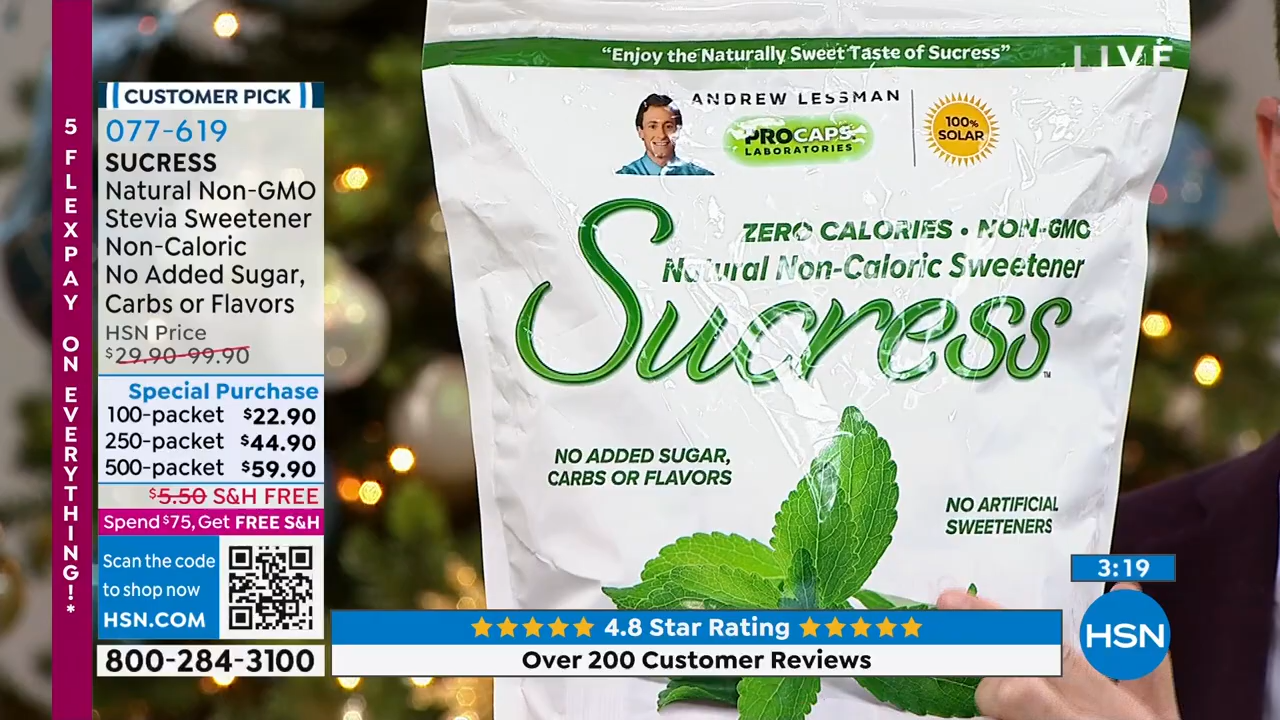 5 FLEXPAY ON EVERYTHING!*
CUSTOMER PICK
077-619
SUCRESS
Natural Non-GMO
Stevia Sweetener
Non-Caloric
No Added Sugar,
Carbs or Flavors
HSN Price
$29.90-99.90
Special Purchase
100-packet $22.90
250-packet $44.90
500-packet $59.90
$5.50 S&H FREE
Spend $75, Get FREE S&H
Scan the code
to shop now
HSN.COM
800-284-3100
“Enjoy the Naturally Sweet Taste of Sucress”
LIVE
ANDREW LESSMAN
PROCAPS
LABORATORIES
100%
SOLAR
ZERO CALORIES • NON-GMO
Natural Non-Caloric Sweetener
Sucress™
NO ADDED SUGAR,
CARBS OR FLAVORS
NO ARTIFICIAL
SWEETENERS
3:19
HSN
4.8 Star Rating
Over 200 Customer Reviews